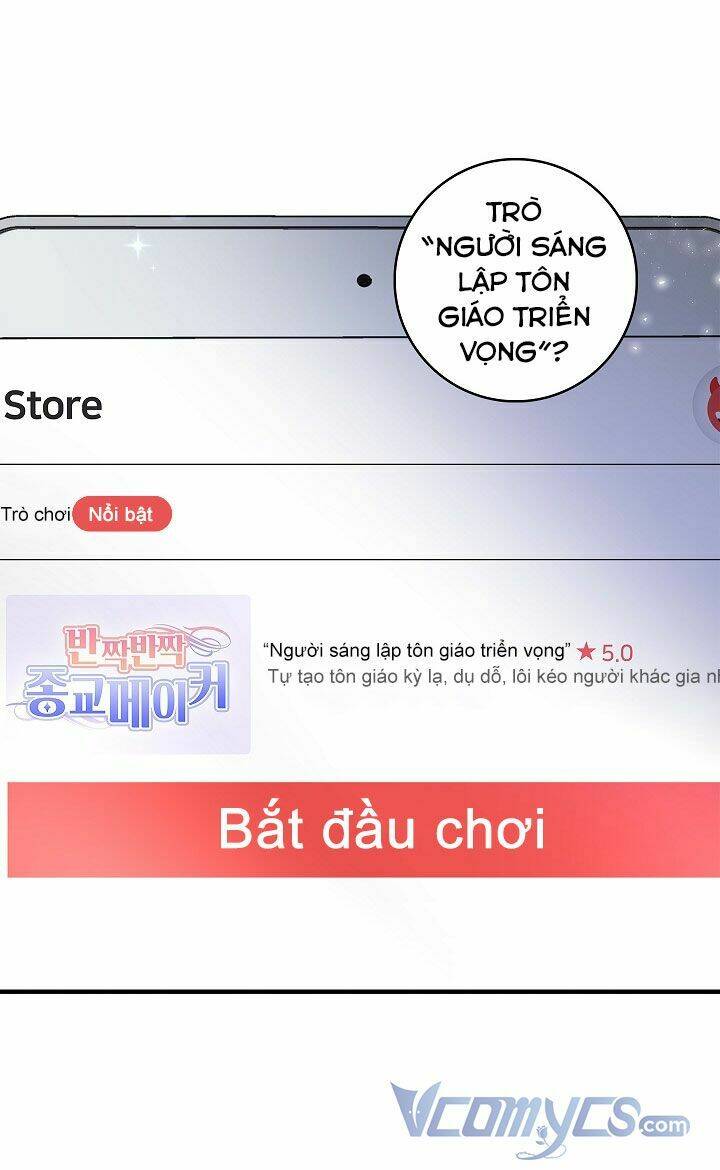 TRÒ
“NGƯỜI SÁNG
LẬP TÔN
GIÁO TRIỂN
VỌNG”?
Store
Trò chơi Nổi bật
반짝반짝
종교메이커
“Người sáng lập tôn giáo triển vọng” ★ 5.0
Tự tạo tôn giáo kỳ lạ, dụ dỗ, lôi kéo người khác gia nh
Bắt đầu chơi
VCOMYCS.com